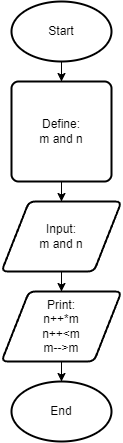 Start
Define:
m and n
Input:
m and n
Print:
n++*m
n++<m
m-->m
End